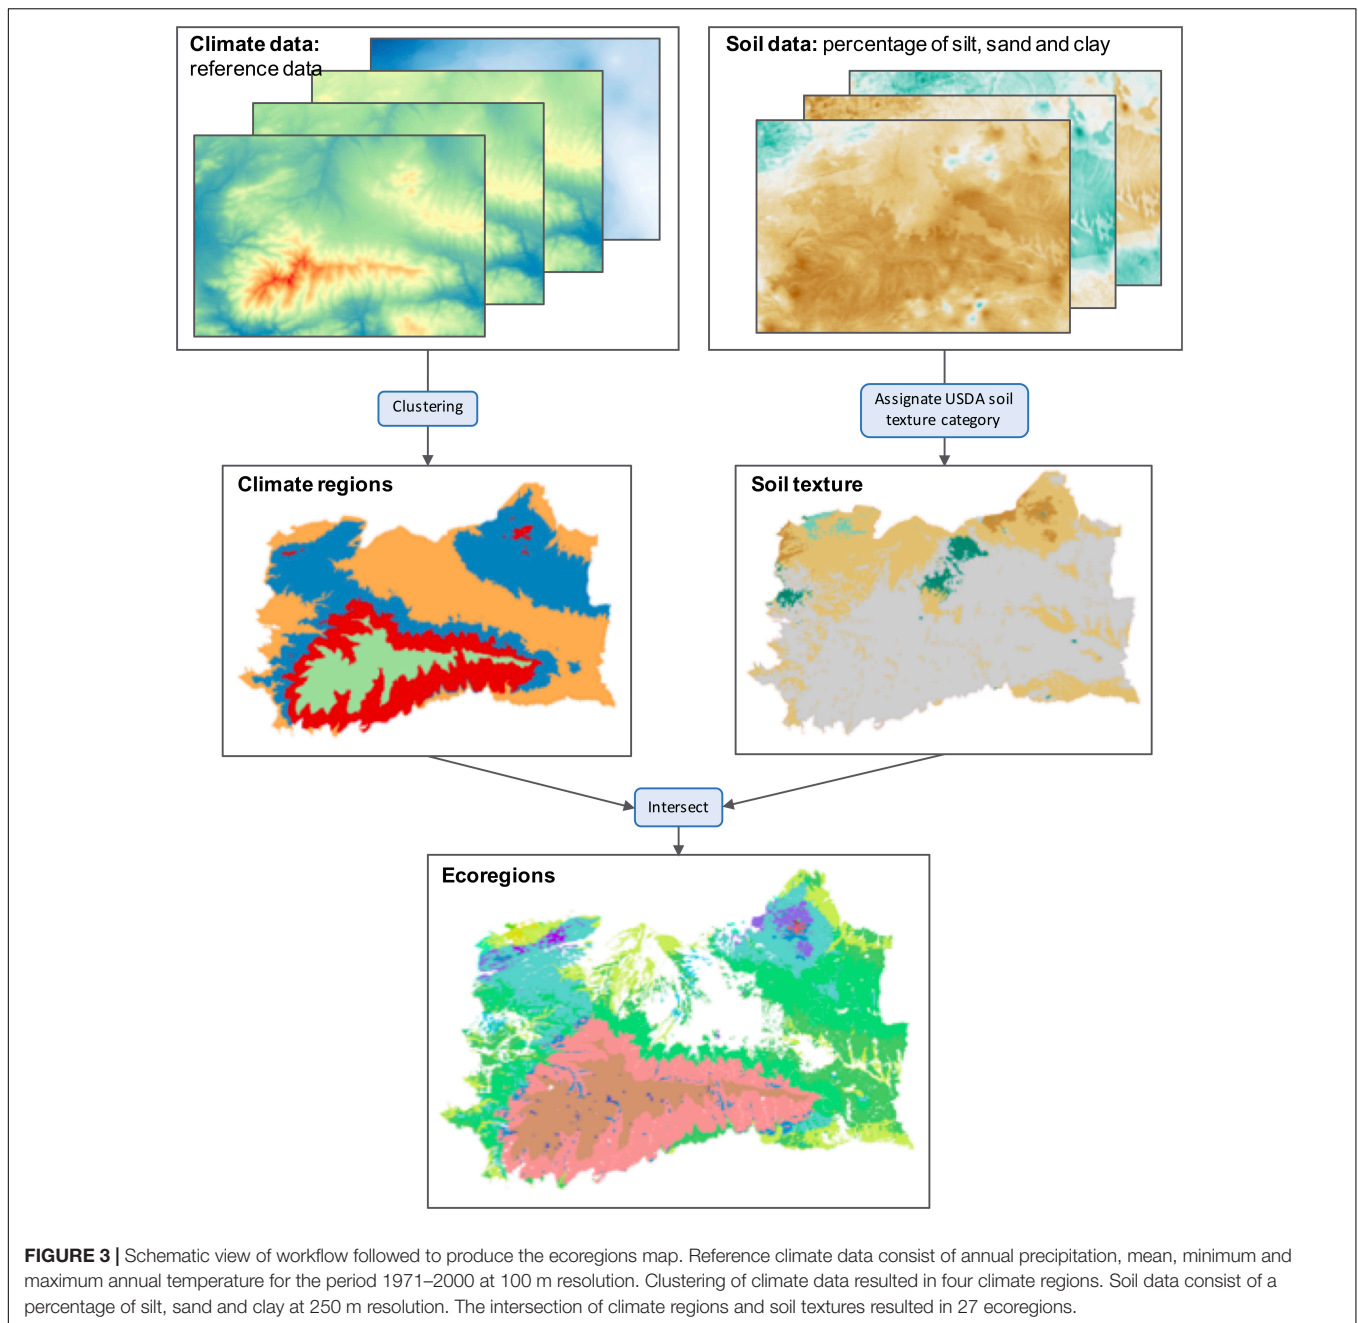 Climate data:
reference data
Soil data: percentage of silt, sand and clay
Clustering
Assignate USDA soil
texture category
Climate regions
Soil texture
Intersect
Ecoregions
FIGURE 3 | Schematic view of workflow followed to produce the ecoregions map. Reference climate data consist of annual precipitation, mean, minimum and
maximum annual temperature for the period 1971–2000 at 100 m resolution. Clustering of climate data resulted in four climate regions. Soil data consist of a
percentage of silt, sand and clay at 250 m resolution. The intersection of climate regions and soil textures resulted in 27 ecoregions.